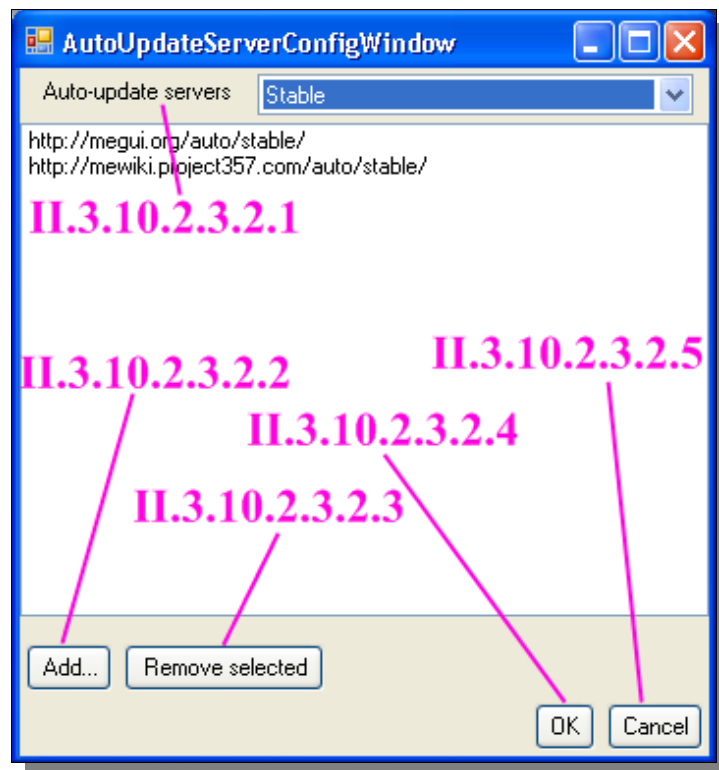 AutoUpdateServerConfigWindow
Auto-update servers Stable
http://megui.org/auto/stable/
http://mewiki.project357.com/auto/stable/
II.3.10.2.3.2.1
II.3.10.2.3.2.5
II.3.10.2.3.2.2
II.3.10.2.3.2.4
II.3.10.2.3.2.3
Add... Remove selected
OK Cancel